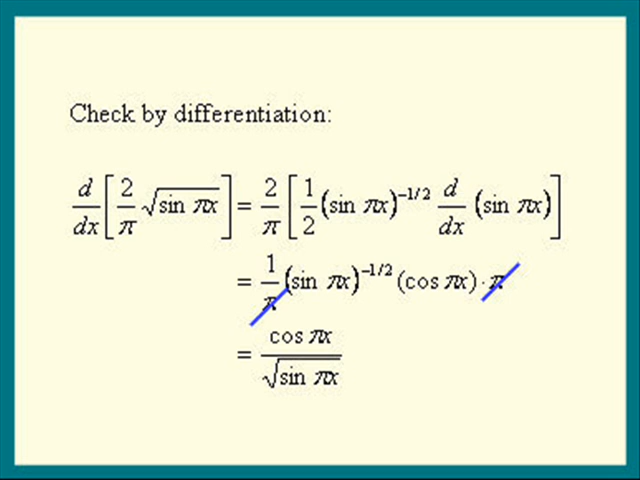 Check by differentiation:
d/dx [2/π √(sin πx)] = 2/π [1/2 (sin πx)^(−1/2) d/dx (sin πx)]
= 1/π (sin πx)^(−1/2) (cos πx) · π
= cos πx / √(sin πx)